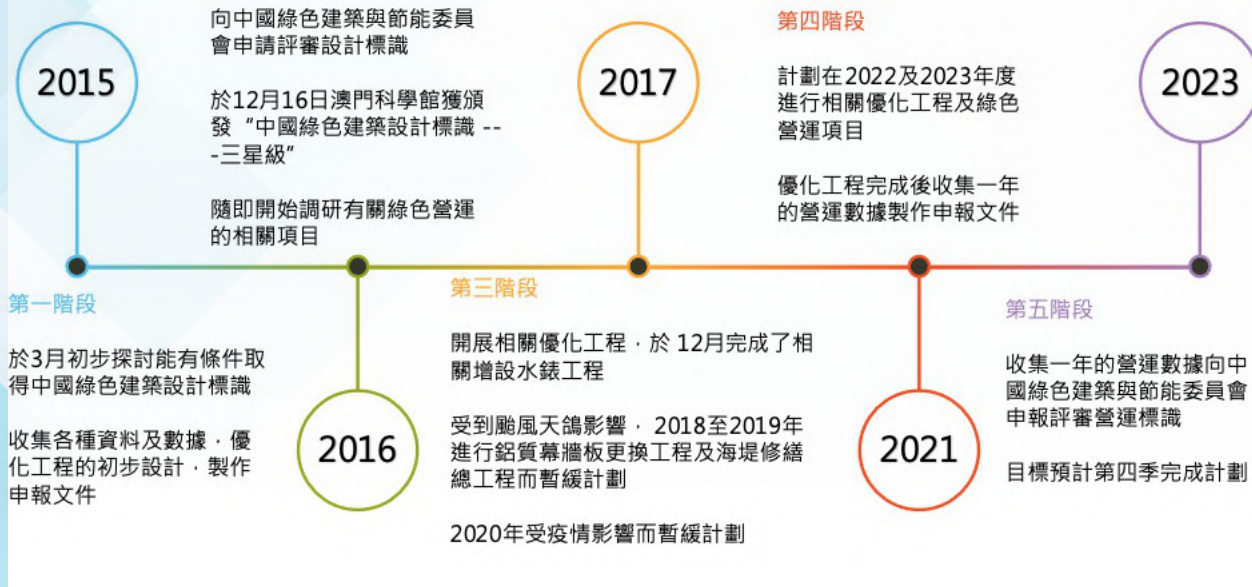 2015
第一階段
於3月初步探討能有條件取
得中國綠色建築設計標識
收集各種資料及數據，優
化工程的初步設計，製作
申報文件
向中國綠色建築與節能委員
會申請評審設計標識
於12月16日澳門科學館獲頒
發“中國綠色建築設計標識 --
-三星級”
隨即開始調研有關綠色營運
的相關項目
2016
2017
第三階段
開展相關優化工程，於 12月完成了相
關增設水錶工程
受到颱風天鴿影響， 2018至2019年
進行鋁質幕牆板更換工程及海堤修繕
總工程而暫緩計劃
2020年受疫情影響而暫緩計劃
第四階段
計劃在2022及2023年度
進行相關優化工程及綠色
營運項目
優化工程完成後收集一年
的營運數據製作申報文件
2021
2023
第五階段
收集一年的營運數據向中
國綠色建築與節能委員會
申報評審營運標識
目標預計第四季完成計劃